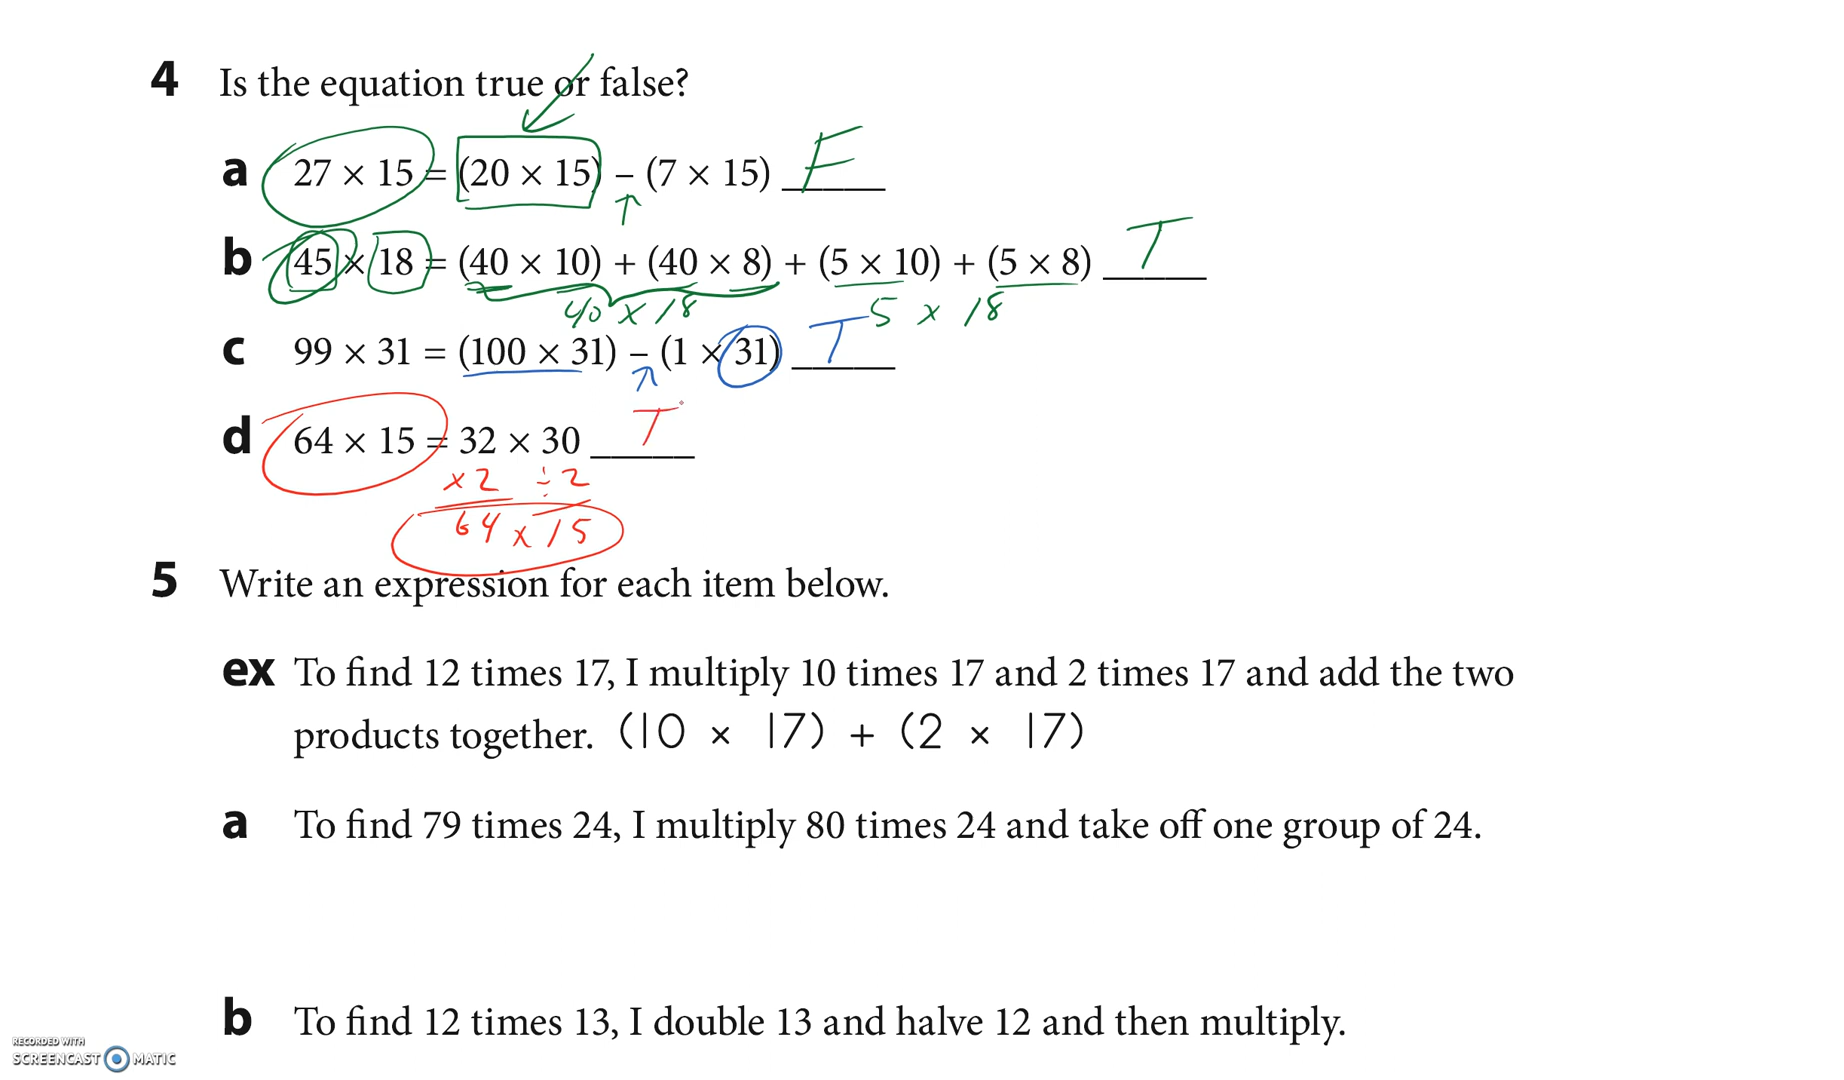 4 Is the equation true or false?
a 27 × 15 = (20 × 15) – (7 × 15) _____ F
↑
b 45 × 18 = (40 × 10) + (40 × 8) + (5 × 10) + (5 × 8) _____ T
40 × 18 5 × 18
c 99 × 31 = (100 × 31) – (1 × 31) _____ T
↑
d 64 × 15 = 32 × 30 _____ T
×2 ÷2
64 × 15
5 Write an expression for each item below.
ex To find 12 times 17, I multiply 10 times 17 and 2 times 17 and add the two
products together. (10 × 17) + (2 × 17)
a To find 79 times 24, I multiply 80 times 24 and take off one group of 24.
b To find 12 times 13, I double 13 and halve 12 and then multiply.
RECORDED WITH
SCREENCAST MATIC